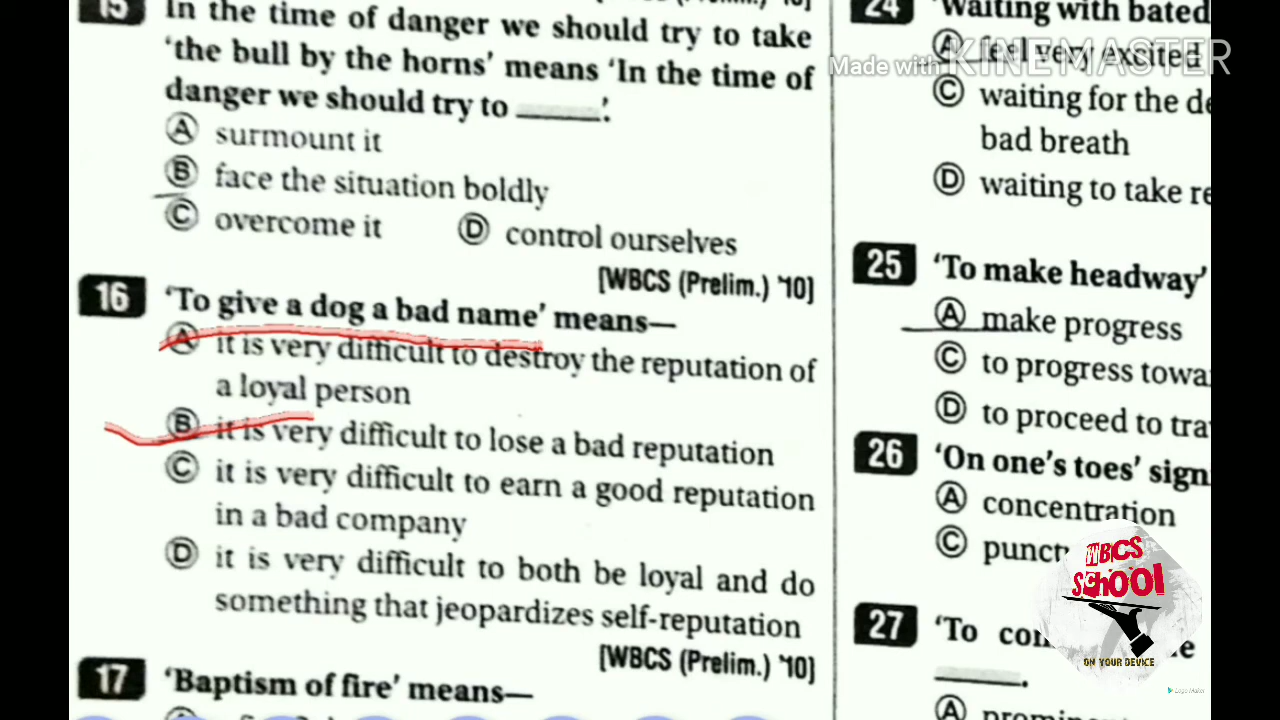 15
In the time of danger we should try to take
‘the bull by the horns’ means ‘In the time of
danger we should try to ______’.
Ⓐ surmount it
Ⓑ face the situation boldly
Ⓒ overcome it Ⓓ control ourselves
[WBCS (Prelim.) '10]
16 ‘To give a dog a bad name’ means—
Ⓐ it is very difficult to destroy the reputation of
a loyal person
Ⓑ it is very difficult to lose a bad reputation
Ⓒ it is very difficult to earn a good reputation
in a bad company
Ⓓ it is very difficult to both be loyal and do
something that jeopardizes self-reputation
[WBCS (Prelim.) '10]
17 ‘Baptism of fire’ means—
24 ‘Waiting with bated
Ⓐ feel very excited
Ⓒ waiting for the
bad breath
Ⓓ waiting to take
25 ‘To make headway’
Ⓐ make progress
Ⓒ to progress
Ⓓ to proceed to
26 ‘On one’s toes’
Ⓐ concentration
Ⓒ
27 ‘To
______.
Ⓐ
Made with KINEMASTER
WBCS
SCHOOL
ON YOUR DEVICE
Logo Maker